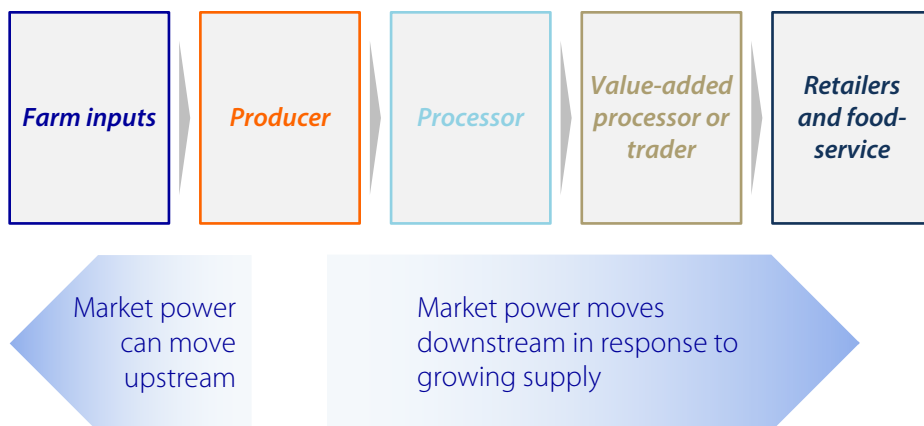 Farm inputs
Producer
Processor
Value-added
processor or
trader
Retailers
and food-
service
Market power
can move
upstream
Market power moves
downstream in response to
growing supply